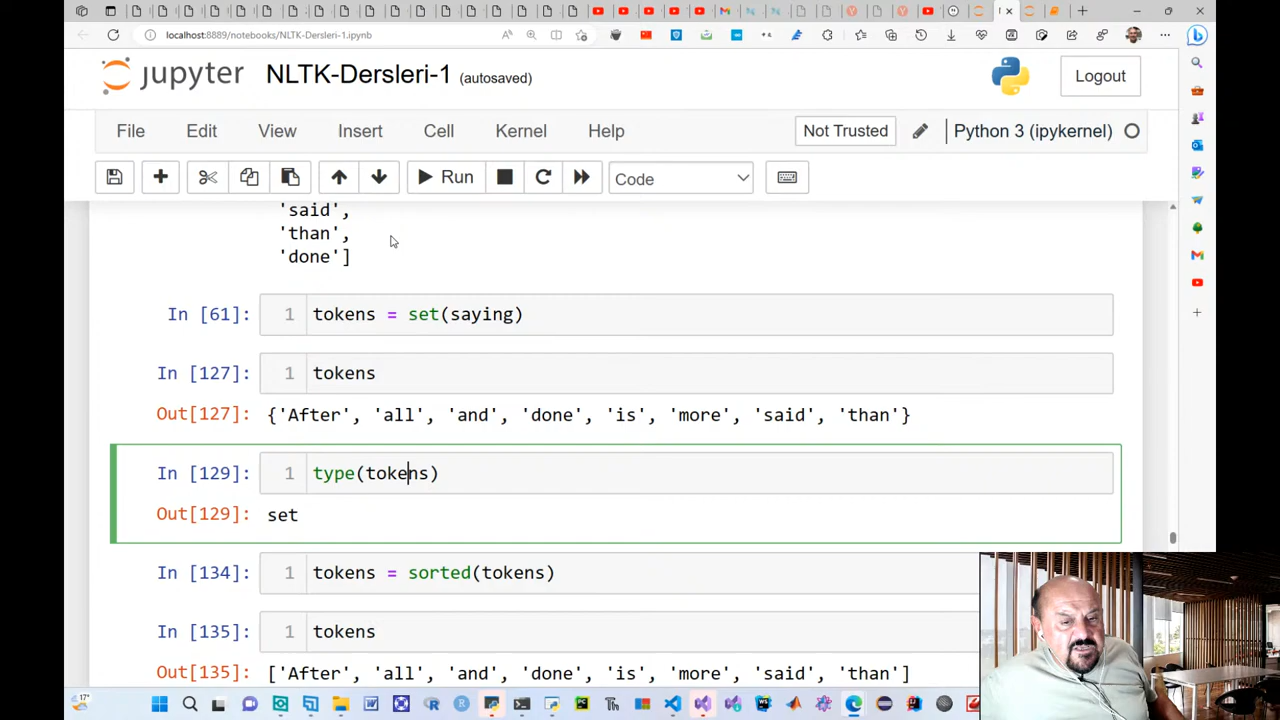 localhost:8889/notebooks/NLTK-Dersleri-1.ipynb
jupyter NLTK-Dersleri-1 (autosaved)
Logout
File Edit View Insert Cell Kernel Help
Not Trusted
Python 3 (ipykernel)
Run
Code
'said',
'than',
'done']
In [61]: 1 tokens = set(saying)
In [127]: 1 tokens
Out[127]: {'After', 'all', 'and', 'done', 'is', 'more', 'said', 'than'}
In [129]: 1 type(tokens)
Out[129]: set
In [134]: 1 tokens = sorted(tokens)
In [135]: 1 tokens
Out[135]: ['After', 'all', 'and', 'done', 'is', 'more', 'said', 'than']
17°